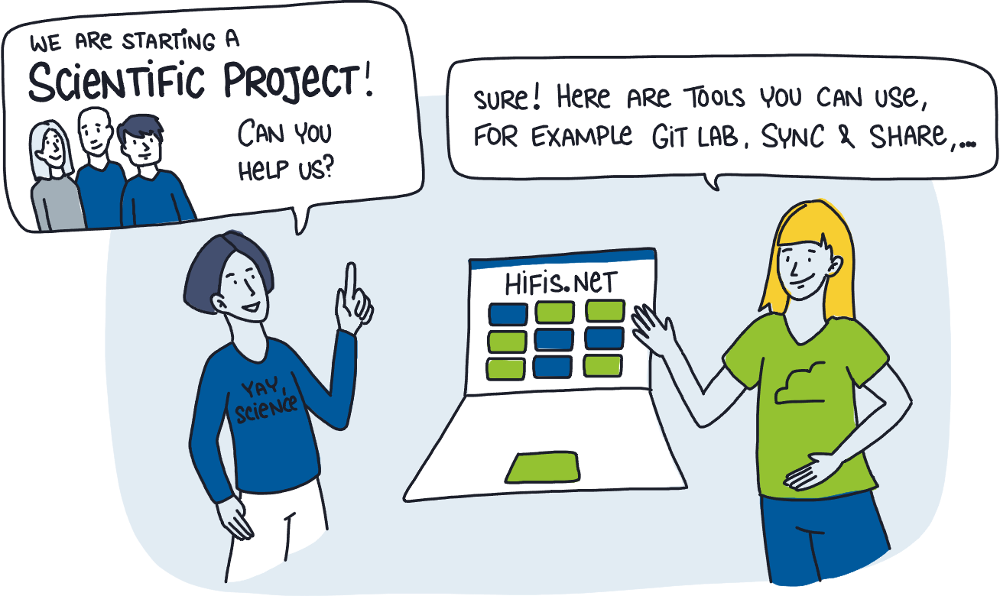 WE ARE STARTING A
SCIENTIFIC PROJECT!
CAN YOU
HELP US?
SURE! HERE ARE TOOLS YOU CAN USE,
FOR EXAMPLE GIT LAB, SYNC & SHARE,...
HIFIS.NET
YAY,
SCIENCE